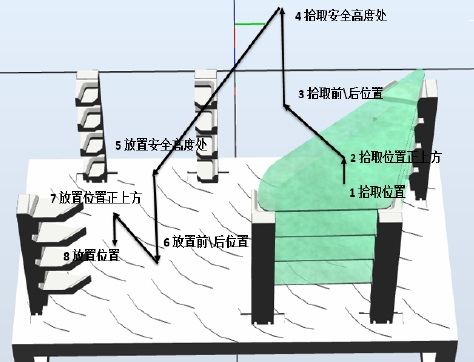 4 拾取安全高度处
3 拾取前\后位置
5 放置安全高度处
2 拾取位置正上方
1 拾取位置
7 放置位置正上方
6 放置前\后位置
8 放置位置